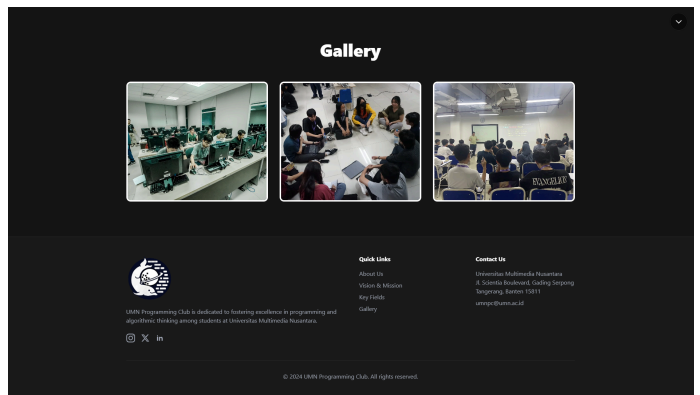 Gallery
EVANGELION
UMN Programming Club is dedicated to fostering excellence in programming and
algorithmic thinking among students at Universitas Multimedia Nusantara.
in
Quick Links
About Us
Vision & Mission
Key Fields
Gallery
Contact Us
Universitas Multimedia Nusantara
Jl. Scientia Boulevard, Gading Serpong
Tangerang, Banten 15811
umnpc@umn.ac.id
© 2024 UMN Programming Club. All rights reserved.